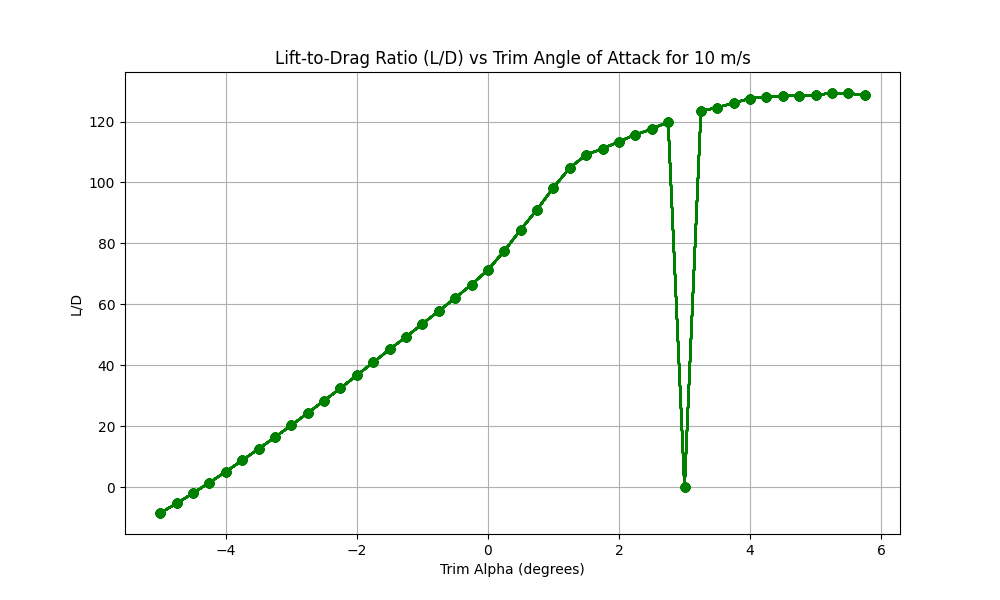 Lift-to-Drag Ratio (L/D) vs Trim Angle of Attack for 10 m/s
120
100
80
60
40
20
0
L/D
−4 −2 0 2 4 6
Trim Alpha (degrees)